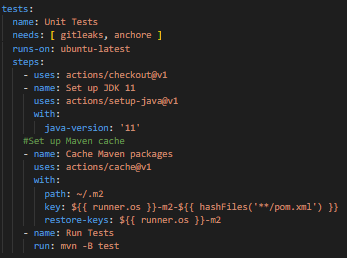 tests:
name: Unit Tests
needs: [ gitleaks, anchore ]
runs-on: ubuntu-latest
steps:
- uses: actions/checkout@v1
- name: Set up JDK 11
uses: actions/setup-java@v1
with:
java-version: '11'
#Set up Maven cache
- name: Cache Maven packages
uses: actions/cache@v1
with:
path: ~/.m2
key: ${{ runner.os }}-m2-${{ hashFiles('**/pom.xml') }}
restore-keys: ${{ runner.os }}-m2
- name: Run Tests
run: mvn -B test